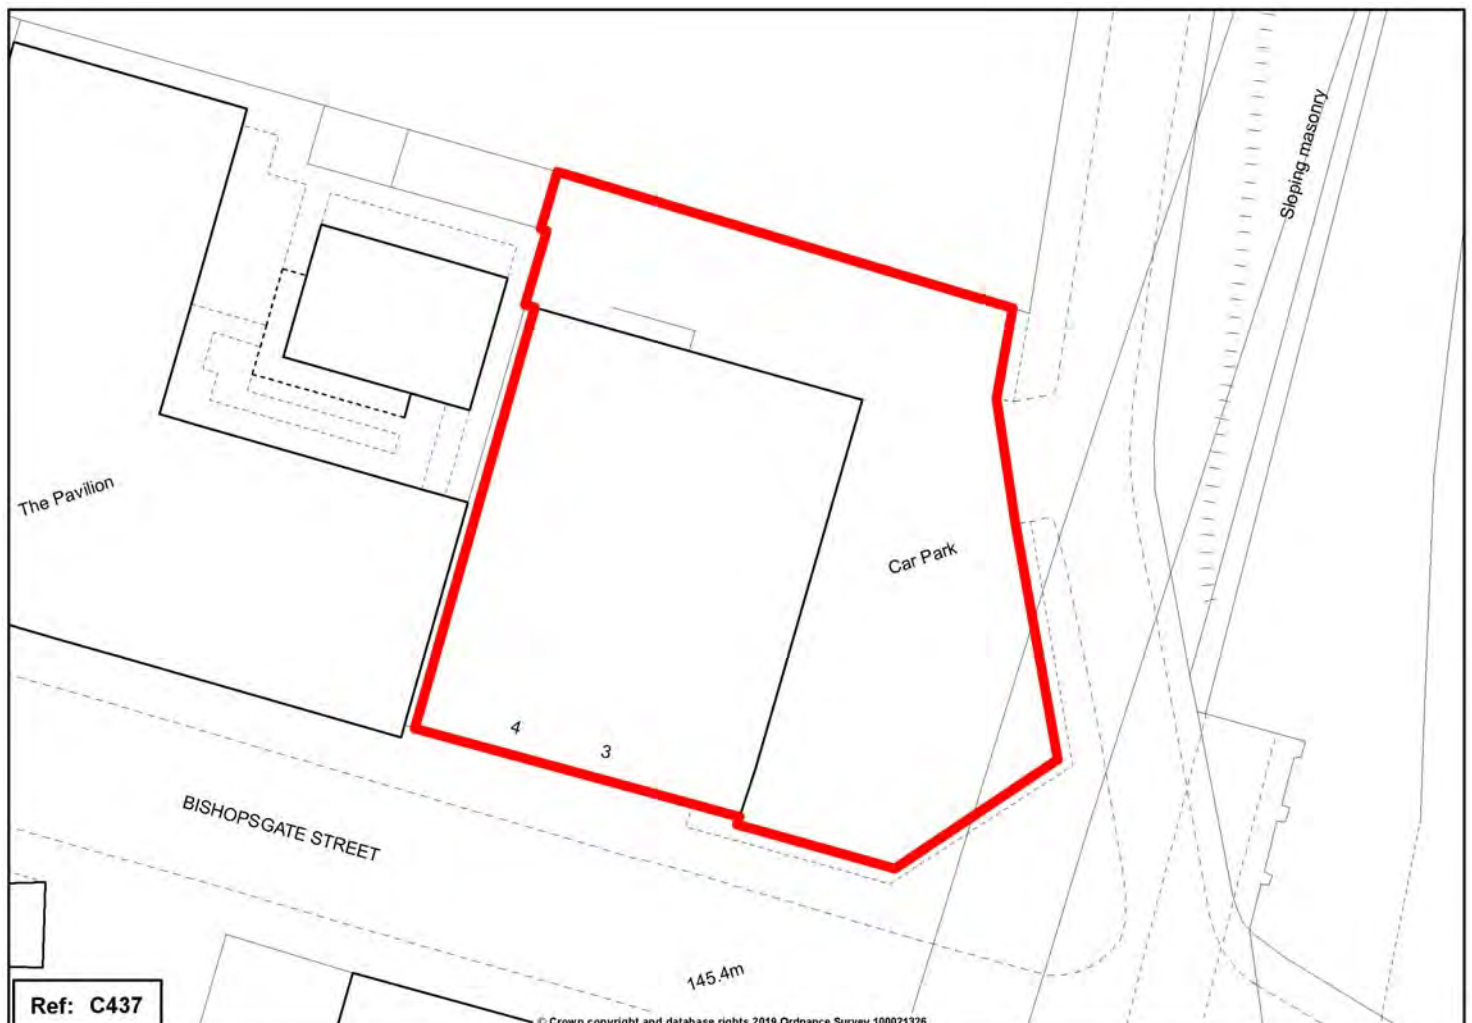 Sloping masonry
The Pavilion
Car Park
4
3
BISHOPSGATE STREET
145.4m
Ref: C437
© Crown copyright and database rights 2019 Ordnance Survey 100021326